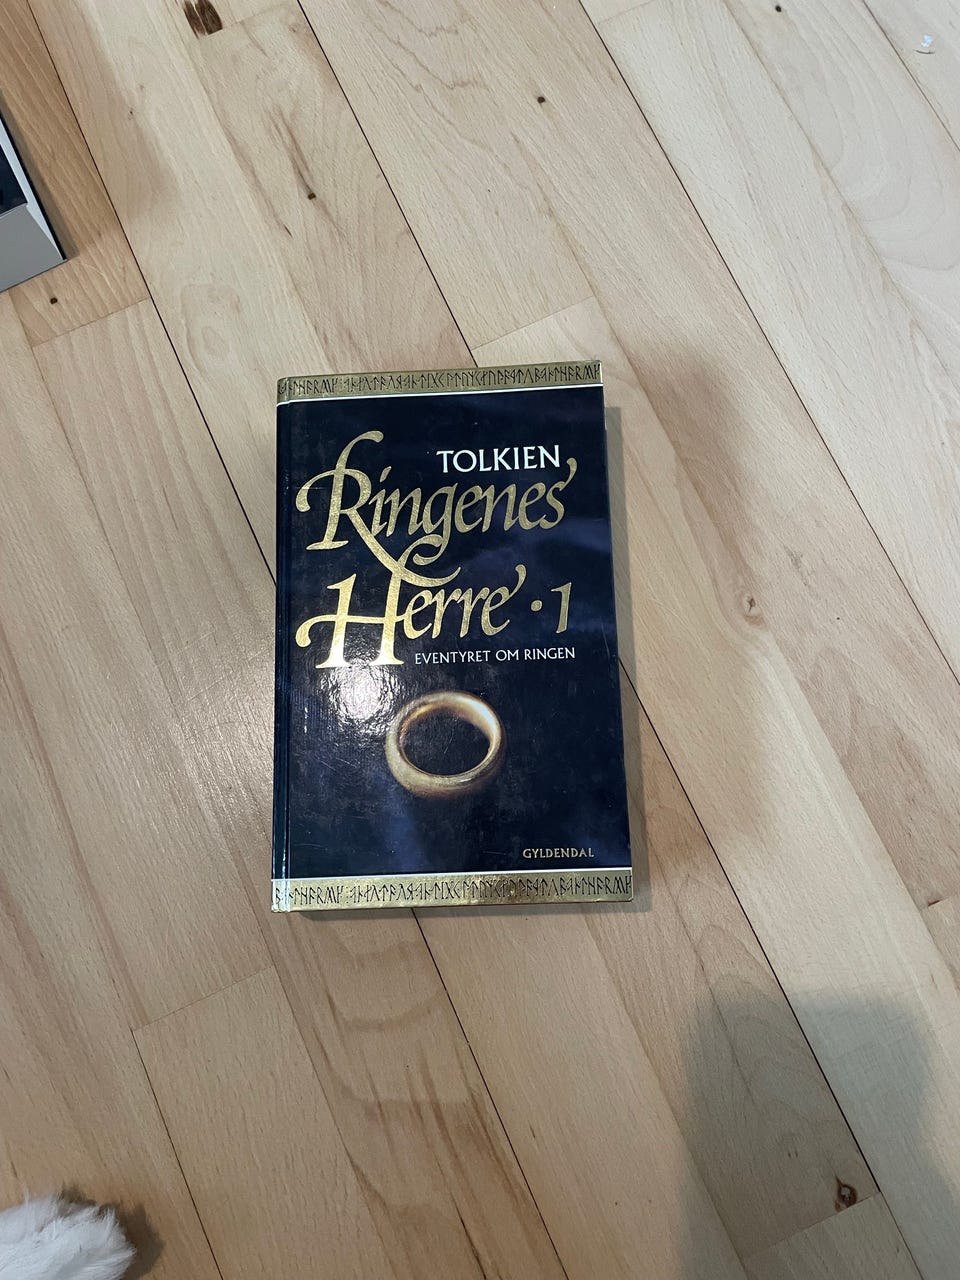 TOLKIEN
Ringenes
Herre · 1
EVENTYRET OM RINGEN
GYLDENDAL